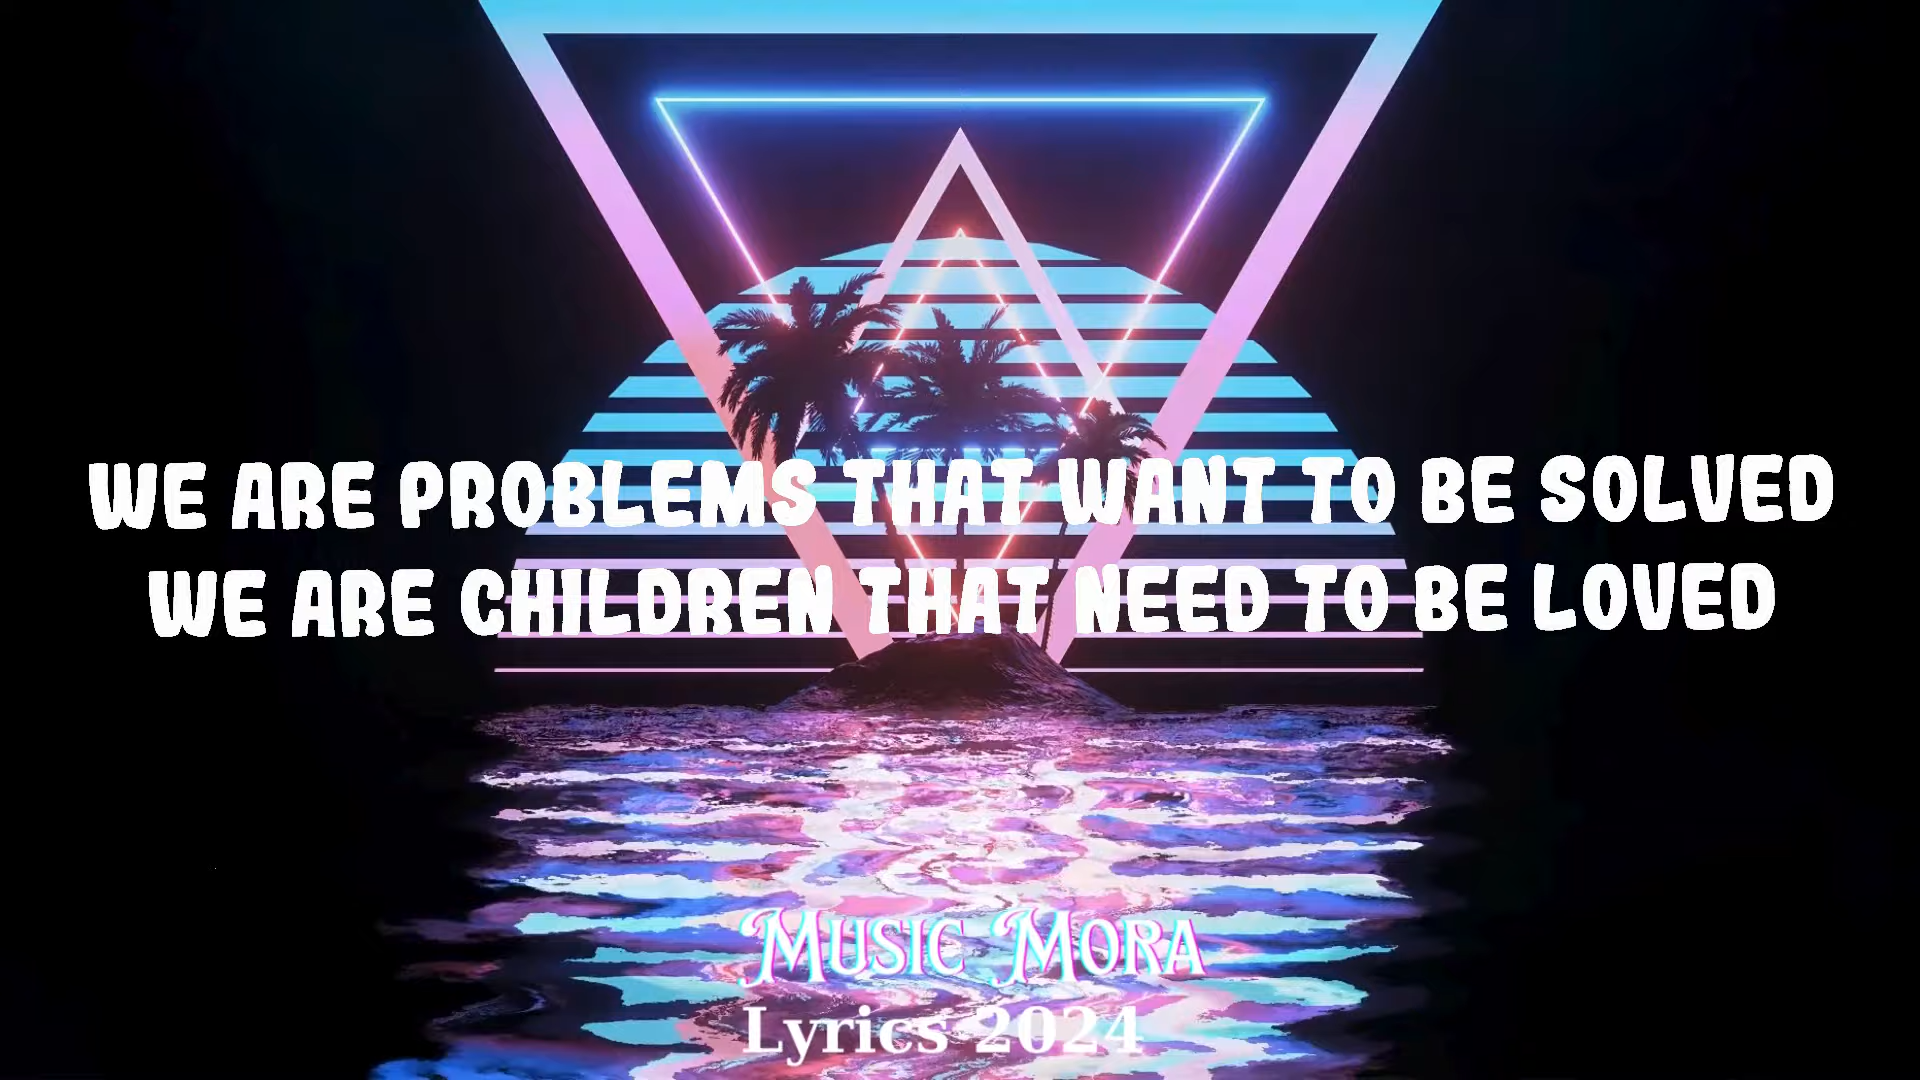 WE ARE PROBLEMS THAT WANT TO BE SOLVED
WE ARE CHILDREN THAT NEED TO BE LOVED
MUSIC MORA
Lyrics 2024